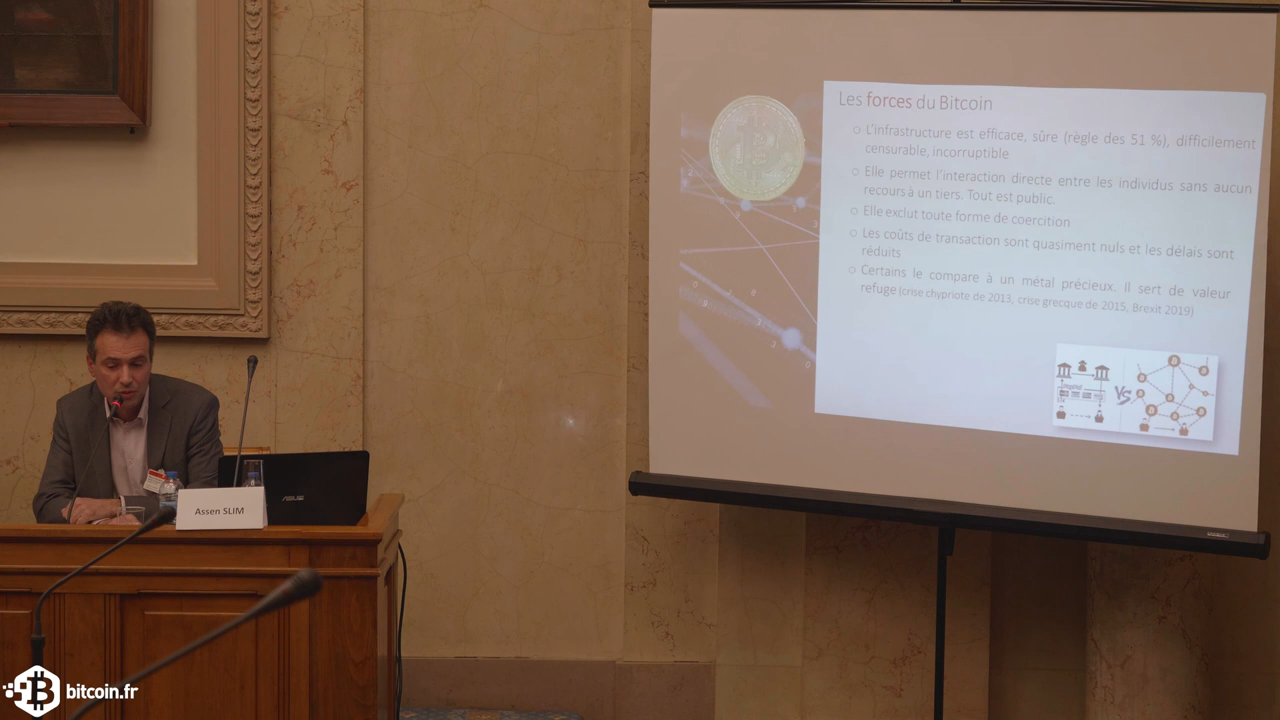 Les forces du Bitcoin
o L'infrastructure est efficace, sûre (règle des 51 %), difficilement
censurable, incorruptible
o Elle permet l'interaction directe entre les individus sans aucun
recours à un tiers. Tout est public.
o Elle exclut toute forme de coercition
o Les coûts de transaction sont quasiment nuls et les délais sont
réduits
o Certains le compare à un métal précieux. Il sert de valeur
refuge (crise chypriote de 2013, crise grecque de 2015, Brexit 2019)
VS
ASUS
Assen SLIM
bitcoin.fr